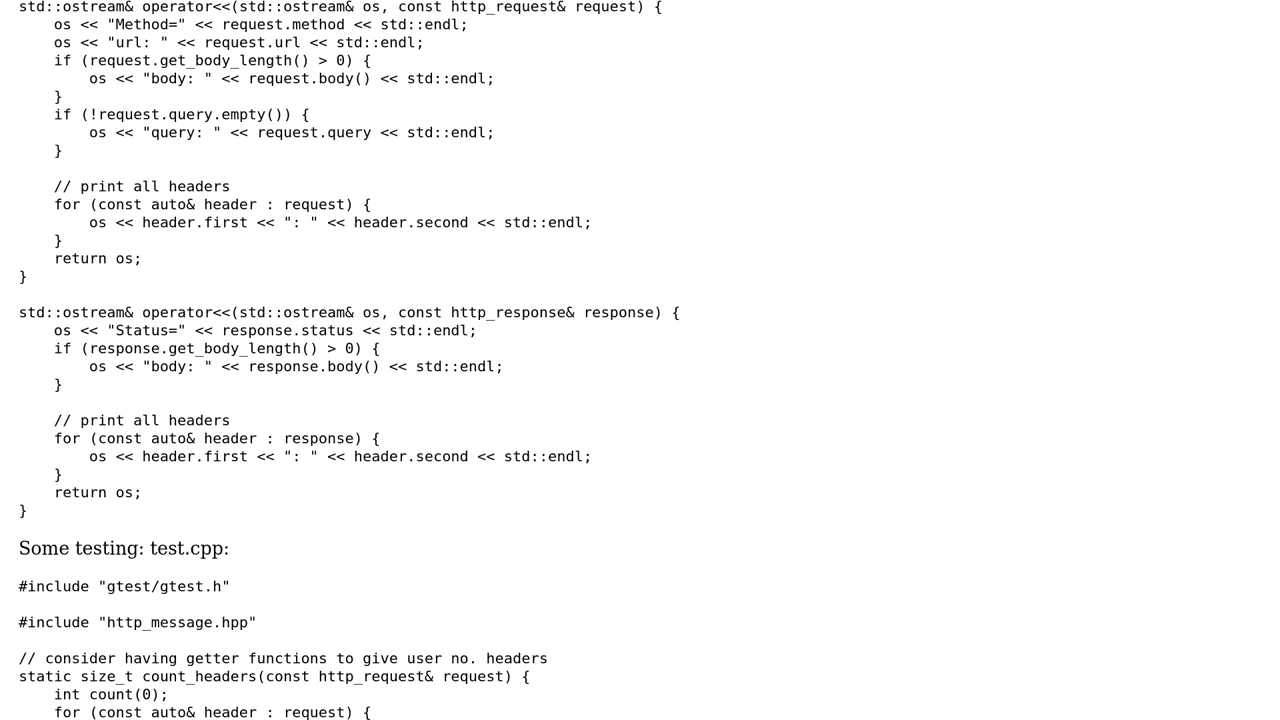 std::ostream& operator<<(std::ostream& os, const http_request& request) {
    os << "Method=" << request.method << std::endl;
    os << "url: " << request.url << std::endl;
    if (request.get_body_length() > 0) {
        os << "body: " << request.body() << std::endl;
    }
    if (!request.query.empty()) {
        os << "query: " << request.query << std::endl;
    }

    // print all headers
    for (const auto& header : request) {
        os << header.first << ": " << header.second << std::endl;
    }
    return os;
}

std::ostream& operator<<(std::ostream& os, const http_response& response) {
    os << "Status=" << response.status << std::endl;
    if (response.get_body_length() > 0) {
        os << "body: " << response.body() << std::endl;
    }

    // print all headers
    for (const auto& header : response) {
        os << header.first << ": " << header.second << std::endl;
    }
    return os;
}

Some testing: test.cpp:

#include "gtest/gtest.h"

#include "http_message.hpp"

// consider having getter functions to give user no. headers
static size_t count_headers(const http_request& request) {
    int count(0);
    for (const auto& header : request) {